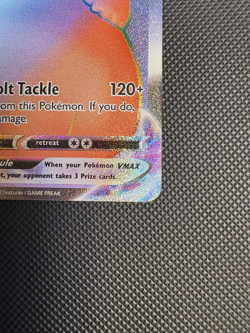 olt Tackle 120+
om this Pokémon. If you do,
amage.
retreat
ule When your Pokémon VMAX
t, your opponent takes 3 Prize cards.
Creatures / GAME FREAK